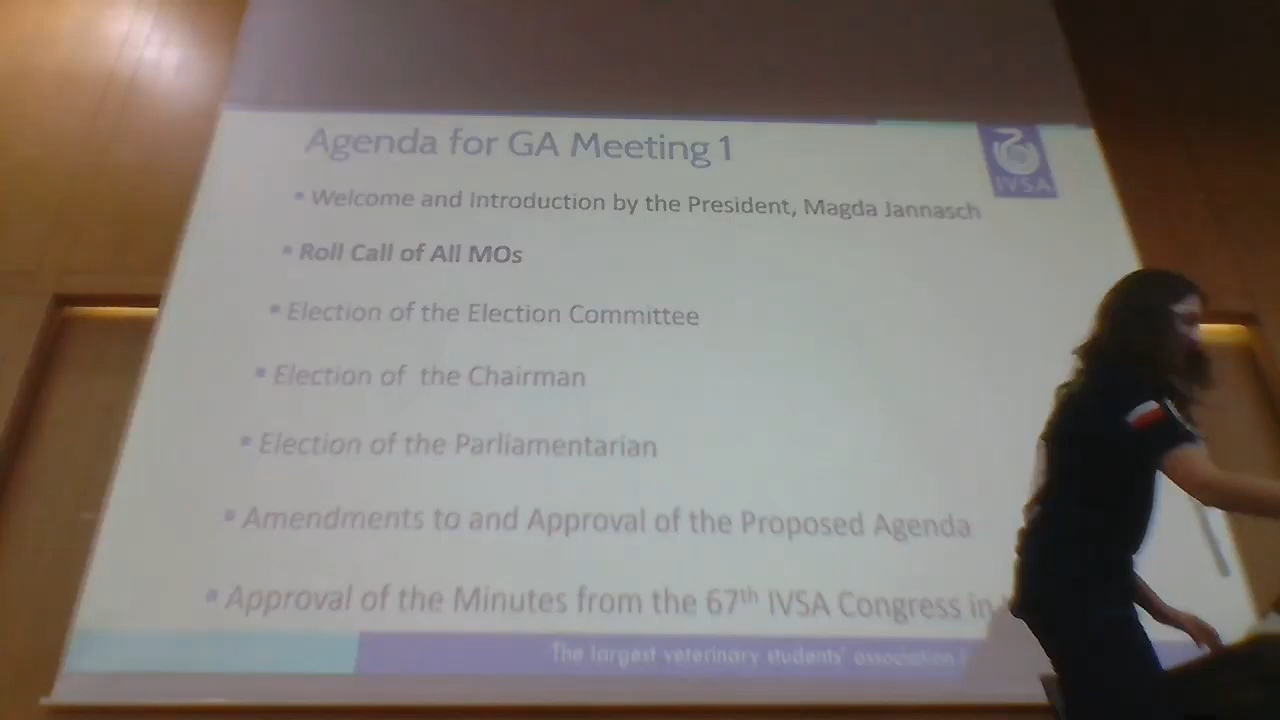 Agenda for GA Meeting 1
IVSA
▪ Welcome and Introduction by the President, Magda Jannasch
▪ Roll Call of All MOs
▪ Election of the Election Committee
▪ Election of the Chairman
▪ Election of the Parliamentarian
▪ Amendments to and Approval of the Proposed Agenda
▪ Approval of the Minutes from the 67th IVSA Congress in
The largest veterinary students' association